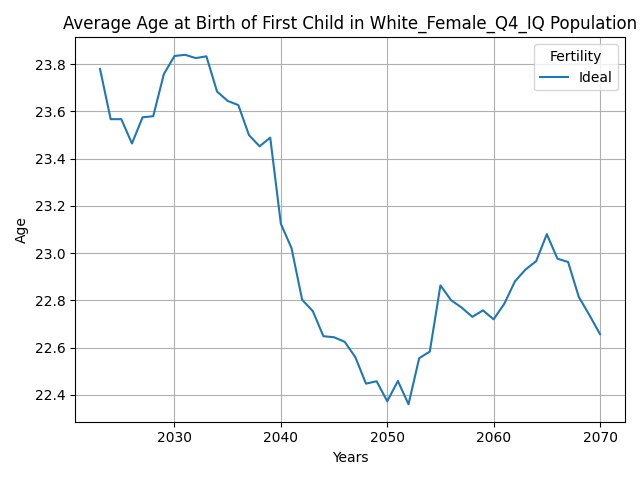 Average Age at Birth of First Child in White_Female_Q4_IQ Population
Fertility
Ideal
Age
23.8
23.6
23.4
23.2
23.0
22.8
22.6
22.4
2030 2040 2050 2060 2070
Years